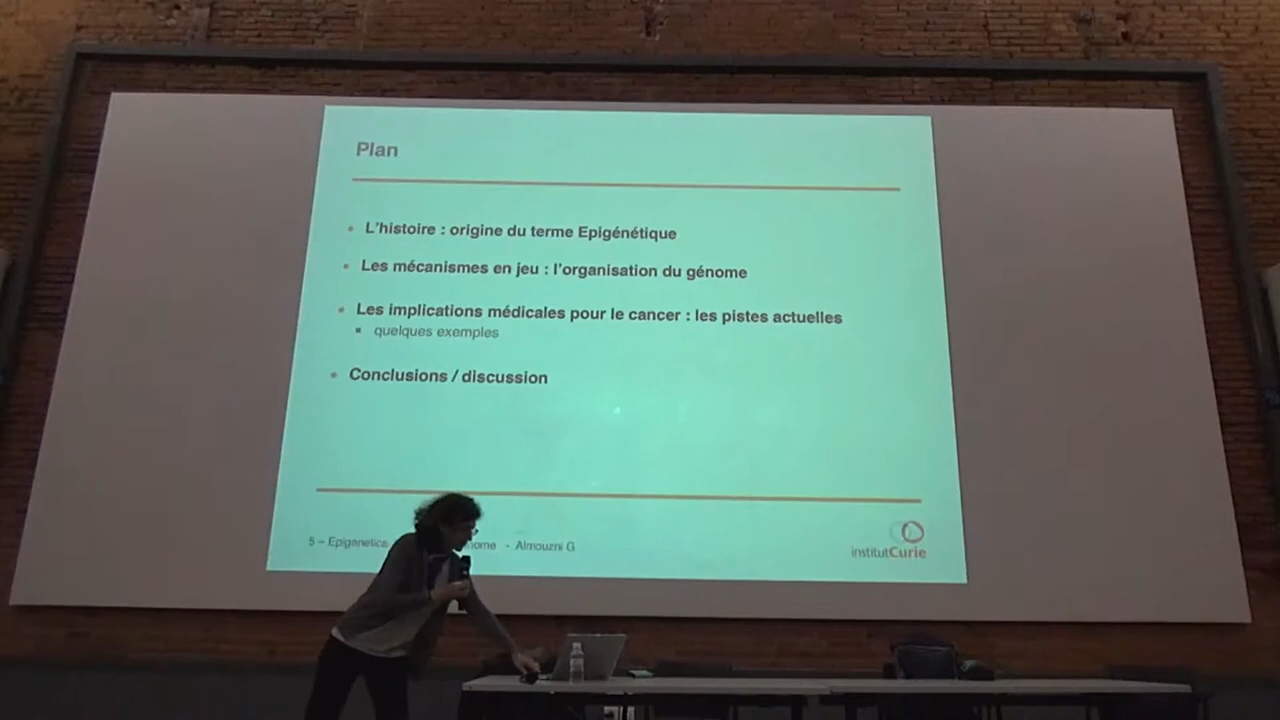 Plan
L'histoire : origine du terme Epigénétique
Les mécanismes en jeu : l'organisation du génome
Les implications médicales pour le cancer : les pistes actuelles
quelques exemples
Conclusions / discussion
5 – Epigenetics ome - Almouzni G
institutCurie